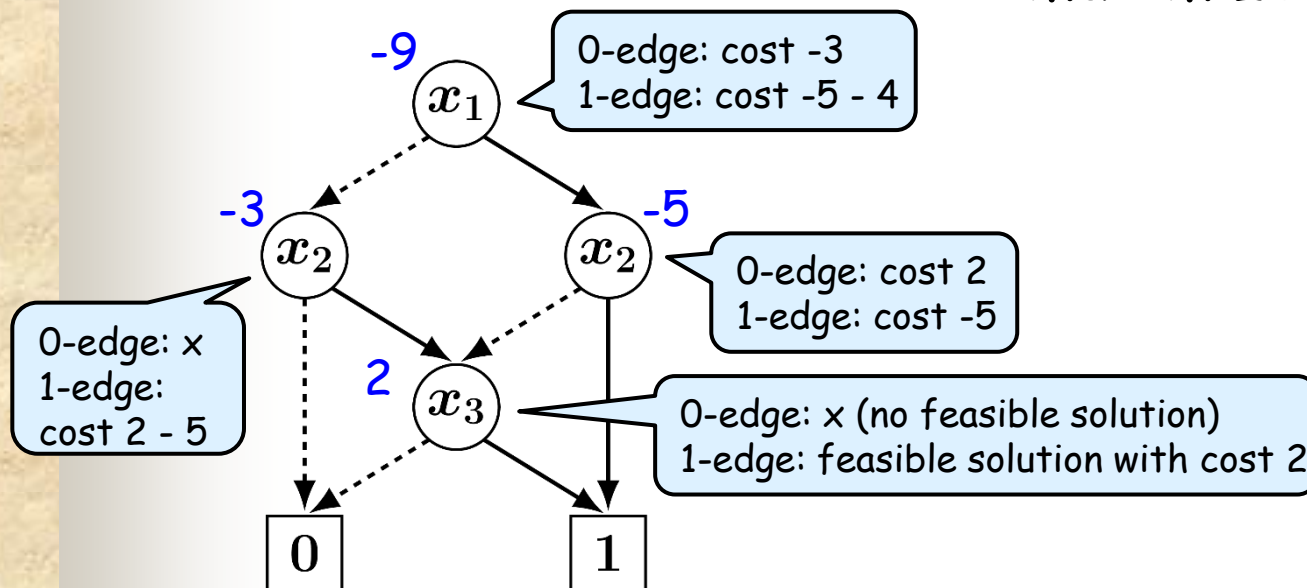 -9
0-edge: cost -3
1-edge: cost -5 - 4
x₁
-3
-5
x₂
x₂
0-edge: cost 2
1-edge: cost -5
0-edge: x
1-edge:
cost 2 - 5
2
x₃
0-edge: x (no feasible solution)
1-edge: feasible solution with cost 2
0
1